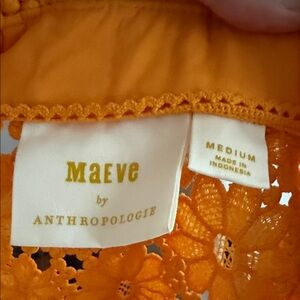 MaEVe
by
ANTHROPOLOGIE
MEDIUM
MADE IN
INDONESIA